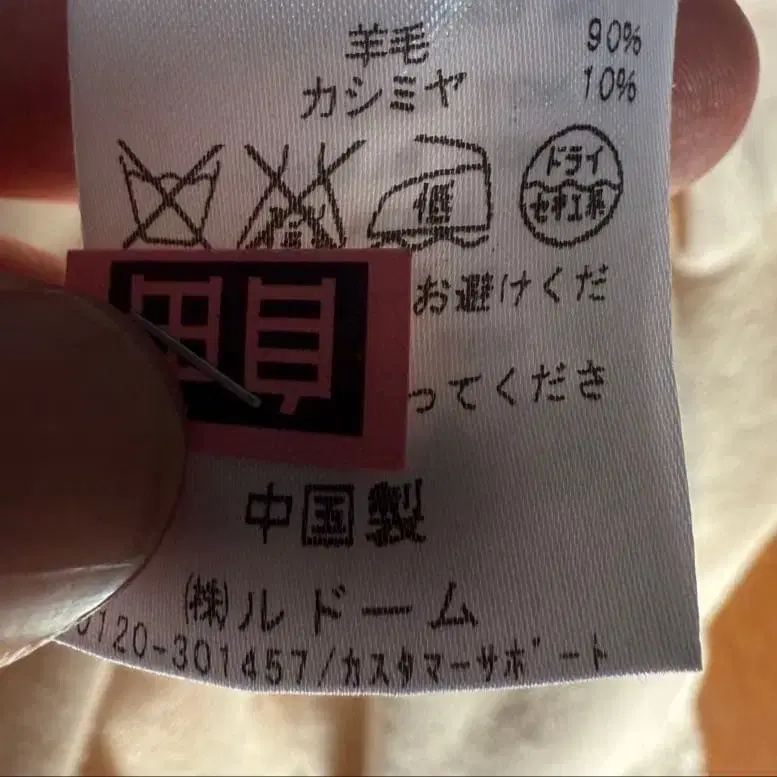 羊毛 90%
カシミヤ 10%
低
ドライ
セキユ系
お避けくだ
ってくださ
中国製
(株)ルドーム
0120-301457/カスタマーサポート